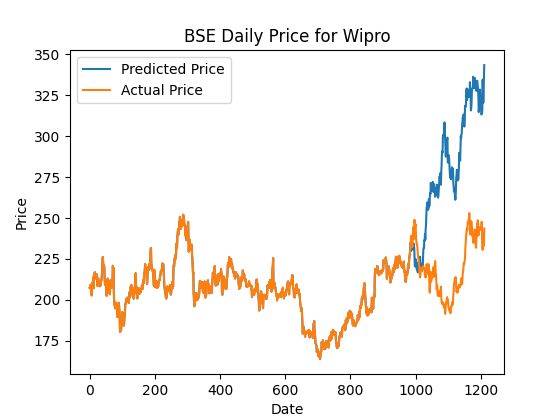 BSE Daily Price for Wipro
Predicted Price
Actual Price
350
325
300
275
250
225
200
175
Price
0 200 400 600 800 1000 1200
Date